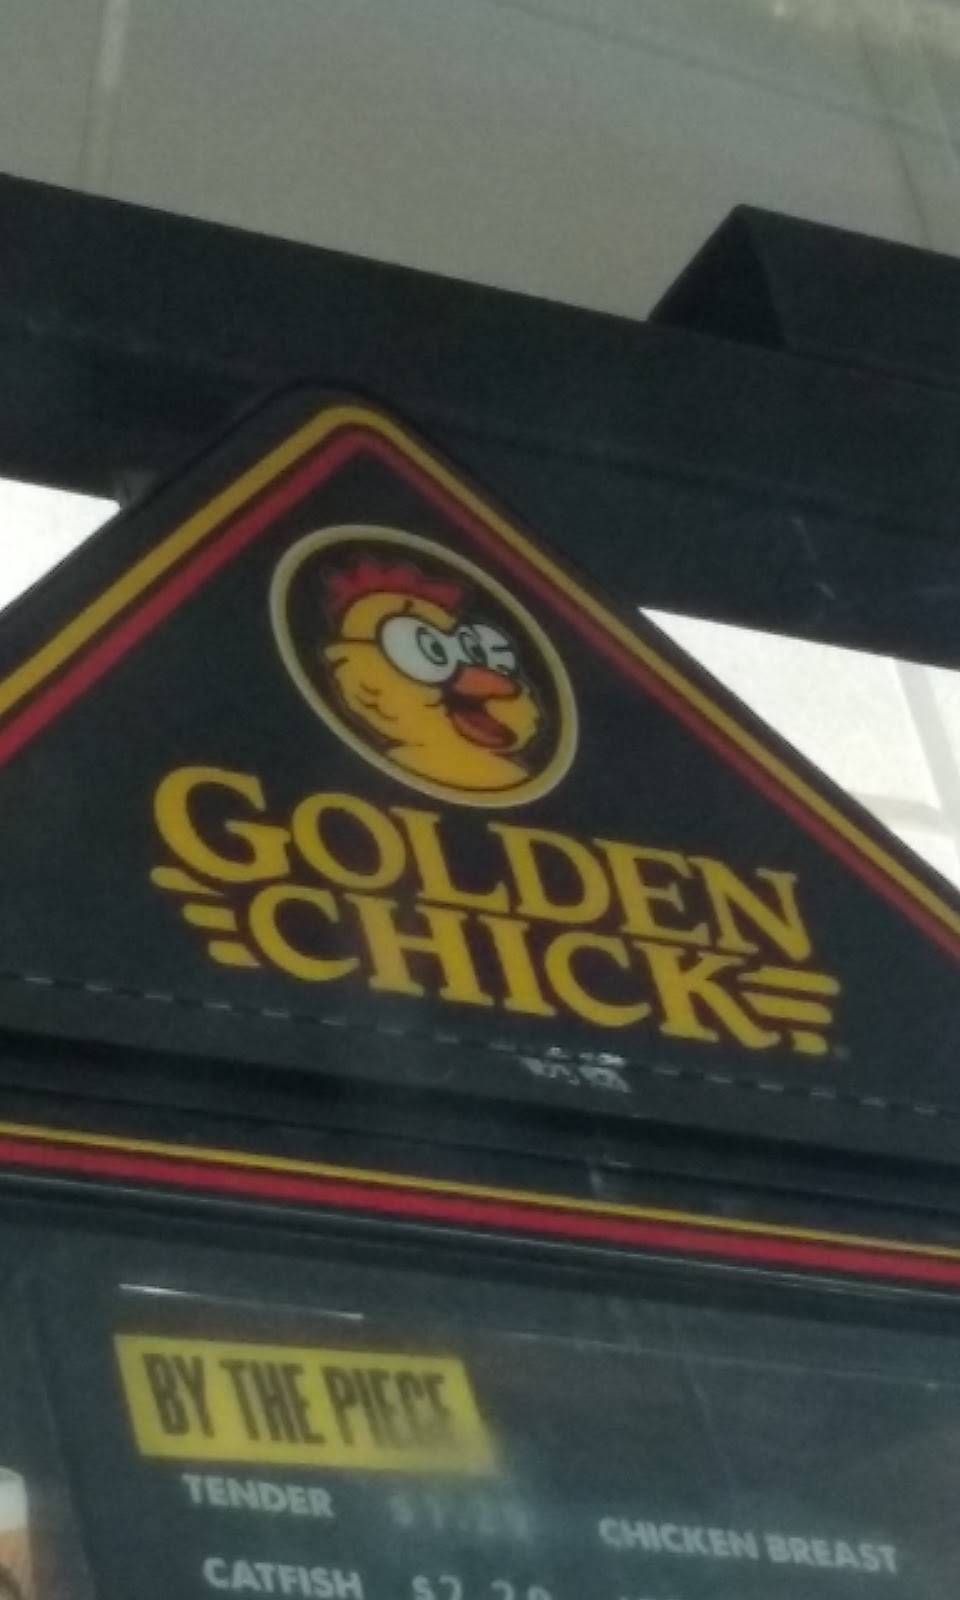 GOLDEN
CHICK
BY THE PIECE
TENDER
CHICKEN BREAST
CATFISH